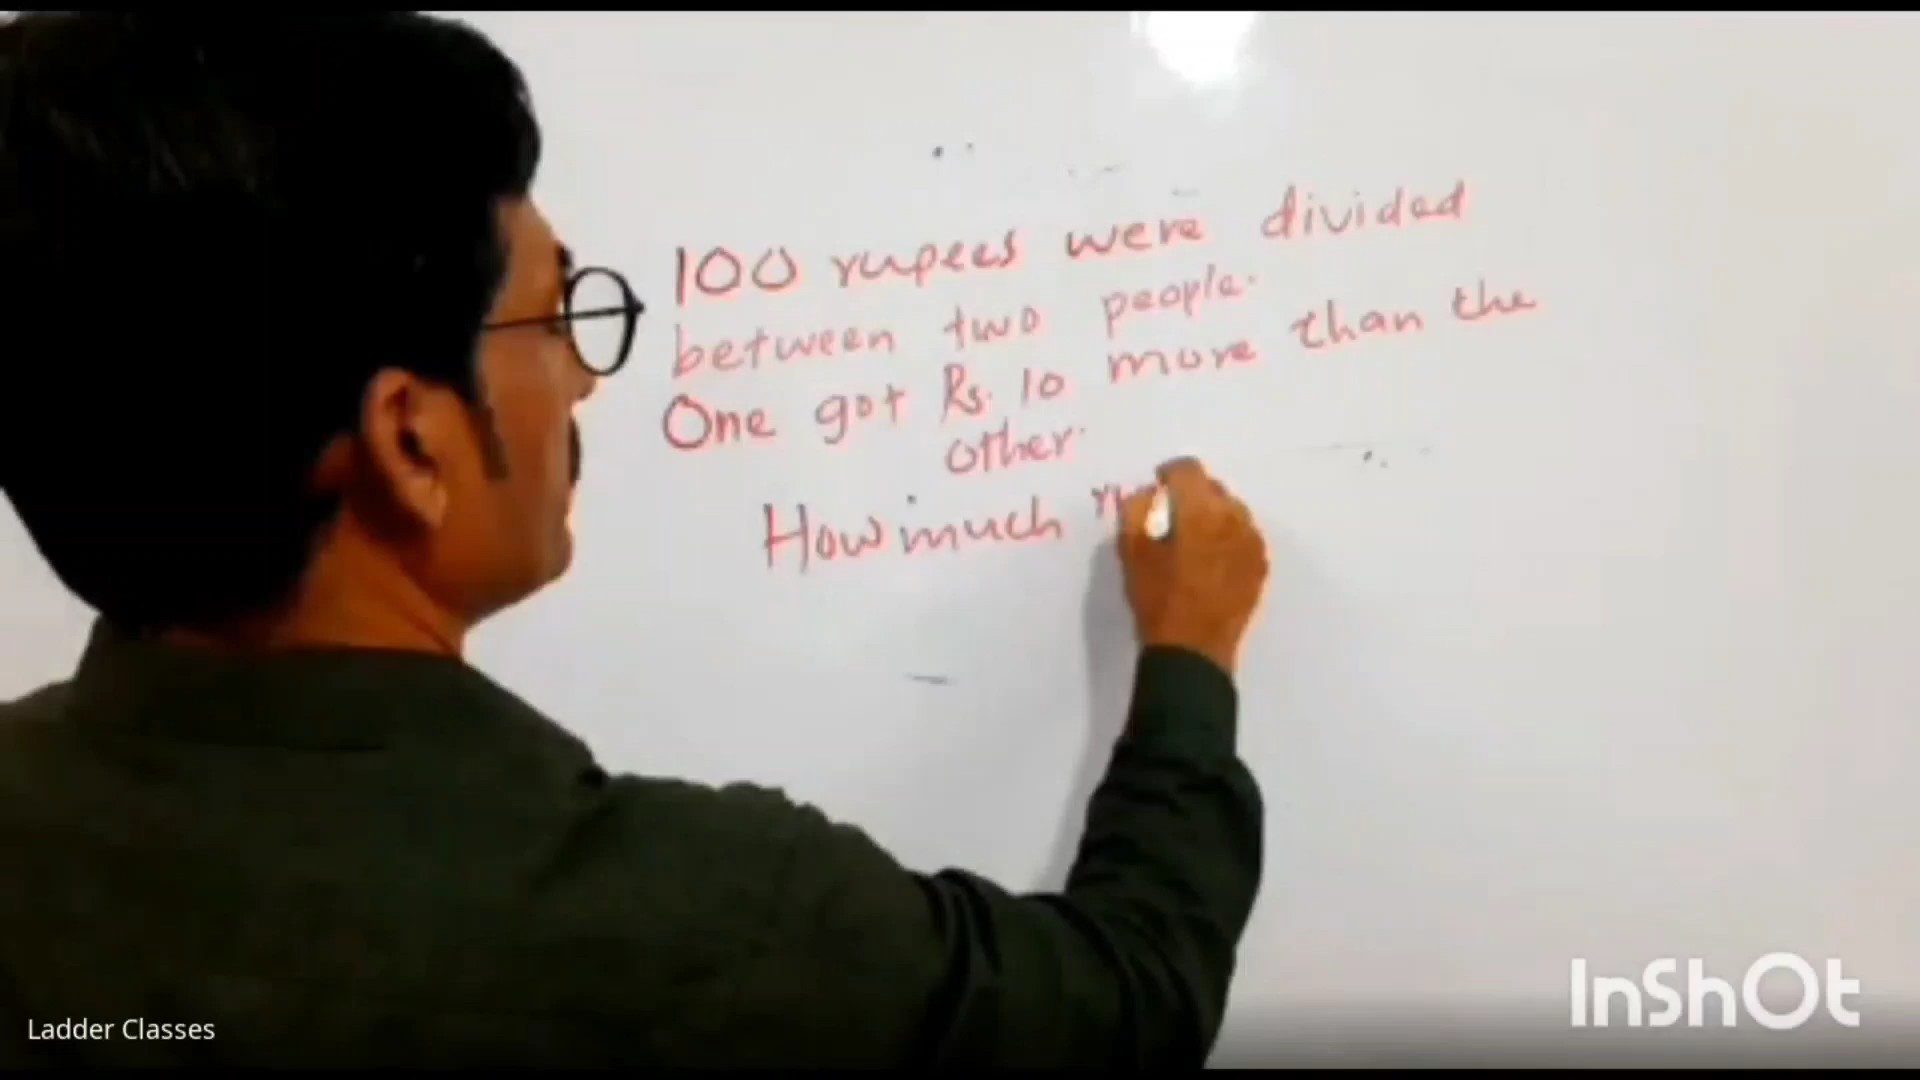 100 rupees were divided
between two people.
One got Rs. 10 more than the
other.
How much
InShOt
Ladder Classes